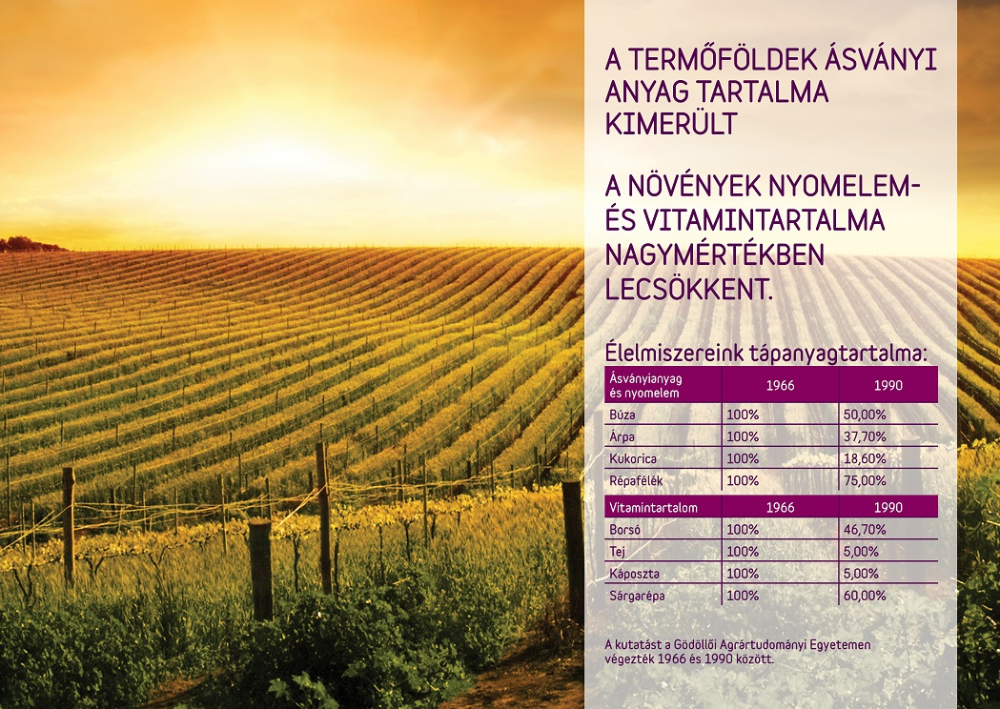 A TERMŐFÖLDEK ÁSVÁNYI
ANYAG TARTALMA
KIMERÜLT
A NÖVÉNYEK NYOMELEM-
ÉS VITAMINTARTALMA
NAGYMÉRTÉKBEN
LECSÖKKENT.
Élelmiszereink tápanyagtartalma:
Ásványianyag
és nyomelem 1966 1990
Búza 100% 50,00%
Árpa 100% 37,70%
Kukorica 100% 18,60%
Répafélék 100% 75,00%
Vitamintartalom 1966 1990
Borsó 100% 46,70%
Tej 100% 5,00%
Káposzta 100% 5,00%
Sárgarépa 100% 60,00%
A kutatást a Gödöllői Agrártudományi Egyetemen
végezték 1966 és 1990 között.